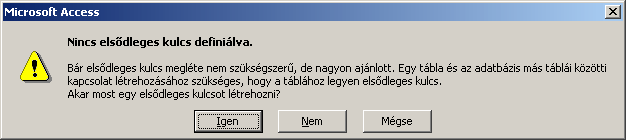 Microsoft Access
Nincs elsődleges kulcs definiálva.
Bár elsődleges kulcs megléte nem szükségszerű, de nagyon ajánlott. Egy tábla és az adatbázis más táblái közötti
kapcsolat létrehozásához szükséges, hogy a táblához legyen elsődleges kulcs.
Akar most egy elsődleges kulcsot létrehozni?
Igen Nem Mégse